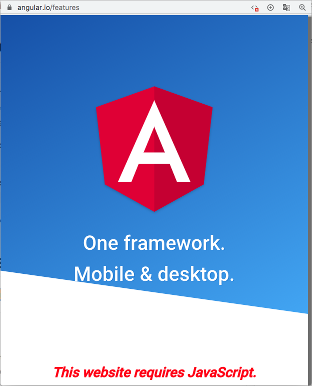 angular.io/features
A
One framework.
Mobile & desktop.
This website requires JavaScript.